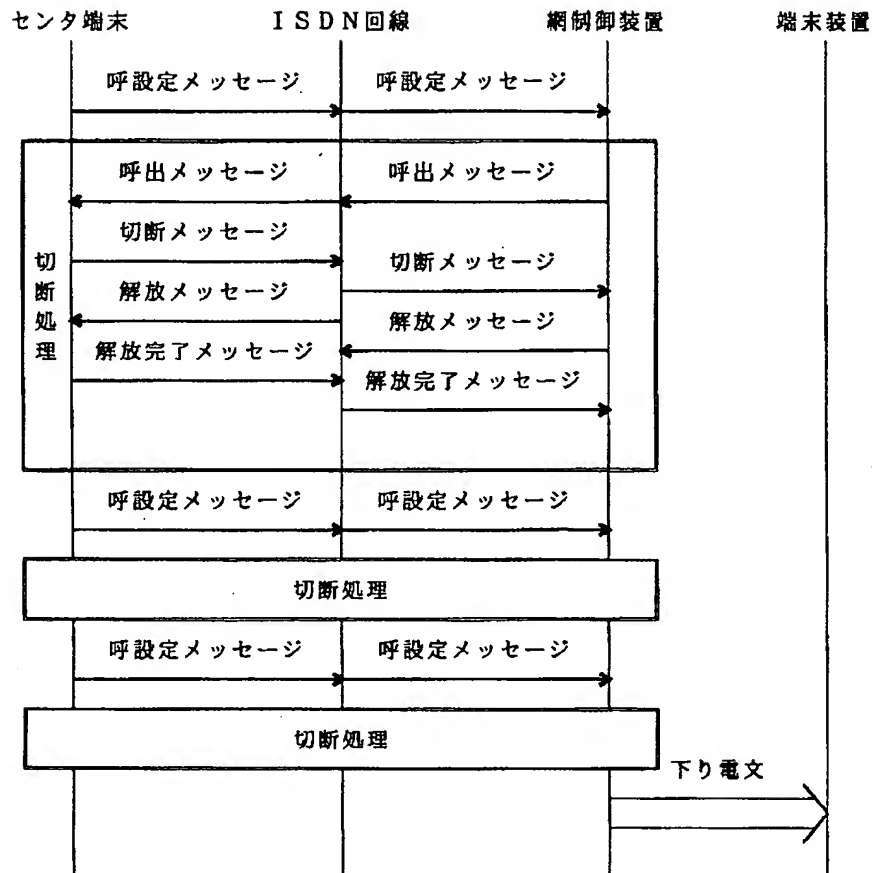 センタ端末 ＩＳＤＮ回線 網制御装置 端末装置
呼設定メッセージ 呼設定メッセージ
呼出メッセージ 呼出メッセージ
切断メッセージ
切断メッセージ
解放メッセージ
解放メッセージ
解放完了メッセージ
解放完了メッセージ
切断処理
呼設定メッセージ 呼設定メッセージ
切断処理
呼設定メッセージ 呼設定メッセージ
切断処理
下り電文